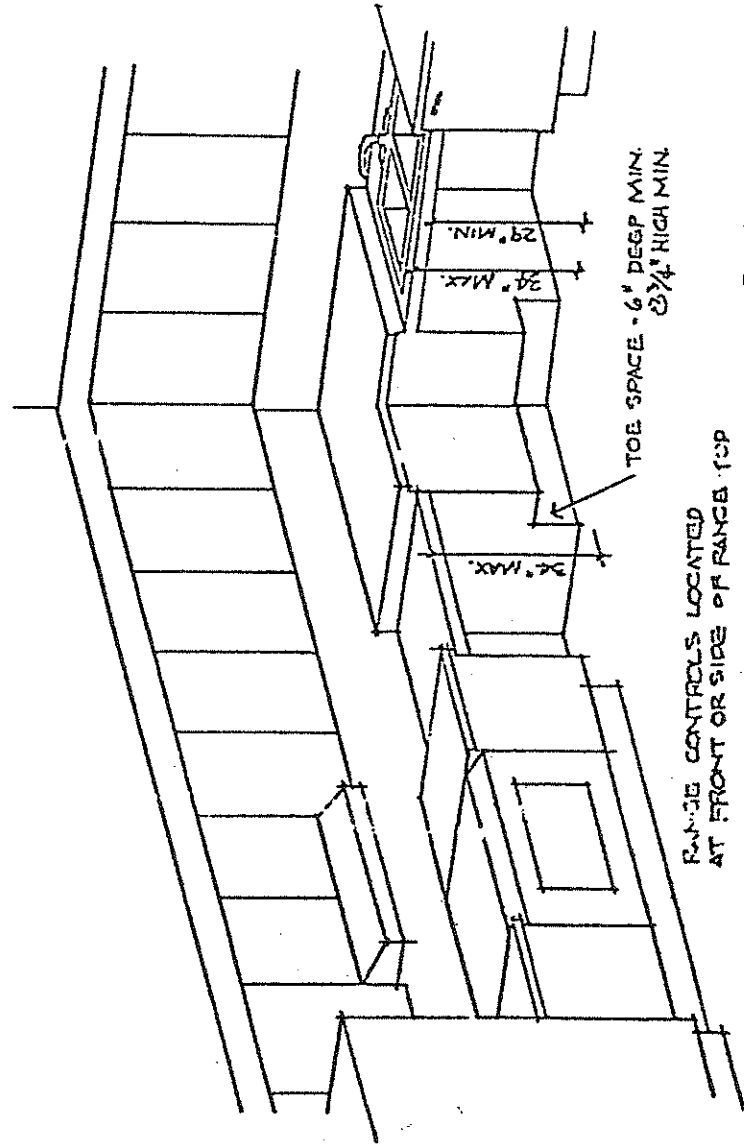 29" MIN.
34" MAX.
34" MAX.
TOE SPACE - 6" DEEP MIN.
8 3/4" HIGH MIN.
RANGE CONTROLS LOCATED
AT FRONT OR SIDE OF RANGE TOP